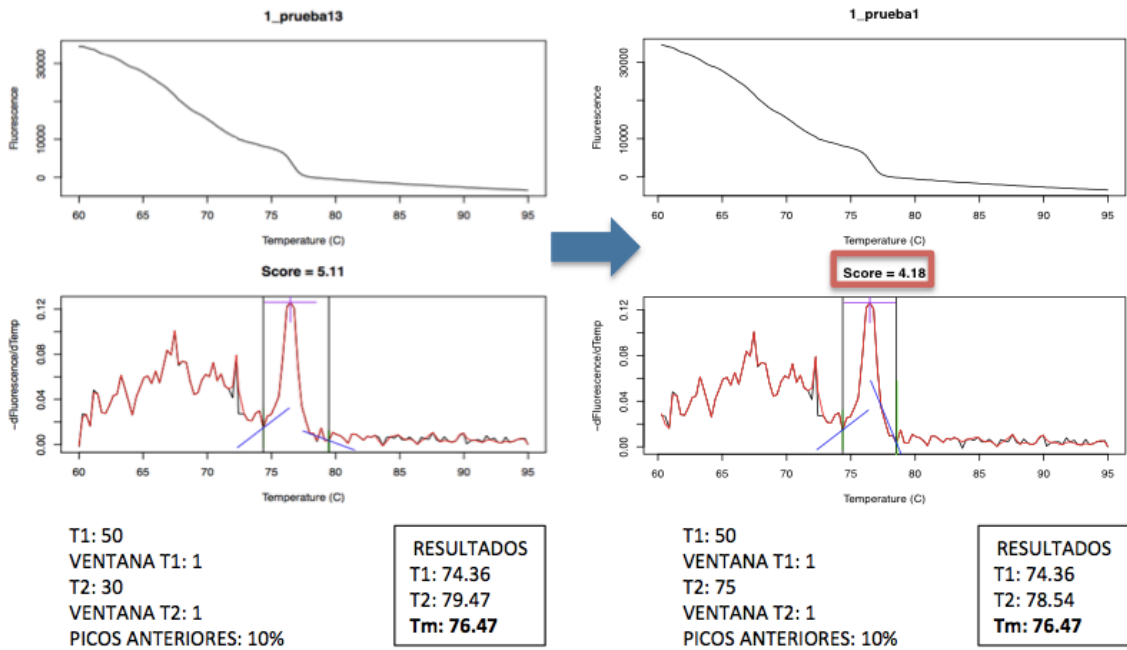 1_prueba13
Fluorescence
30000
10000
0
60 65 70 75 80 85 90 95
Temperature (C)
Score = 5.11
-dFluorescence/dTemp
0.12
0.08
0.04
0.00
60 65 70 75 80 85 90 95
Temperature (C)
T1: 50
VENTANA T1: 1
T2: 30
VENTANA T2: 1
PICOS ANTERIORES: 10%
RESULTADOS
T1: 74.36
T2: 79.47
Tm: 76.47
1_prueba1
Fluorescence
30000
10000
0
60 65 70 75 80 85 90 95
Temperature (C)
Score = 4.18
-dFluorescence/dTemp
0.12
0.08
0.04
0.00
60 65 70 75 80 85 90 95
Temperature (C)
T1: 50
VENTANA T1: 1
T2: 75
VENTANA T2: 1
PICOS ANTERIORES: 10%
RESULTADOS
T1: 74.36
T2: 78.54
Tm: 76.47